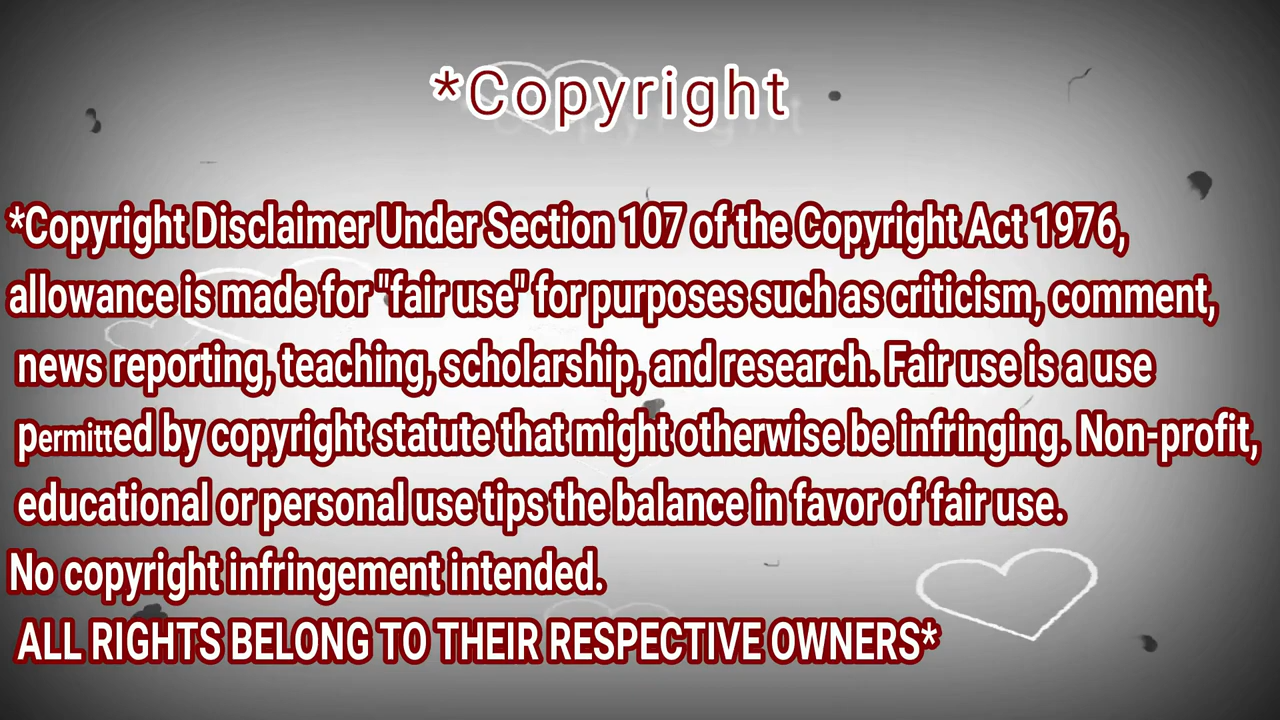 *Copyright
*Copyright Disclaimer Under Section 107 of the Copyright Act 1976,
allowance is made for "fair use" for purposes such as criticism, comment,
news reporting, teaching, scholarship, and research. Fair use is a use
permitted by copyright statute that might otherwise be infringing. Non-profit,
educational or personal use tips the balance in favor of fair use.
No copyright infringement intended.
ALL RIGHTS BELONG TO THEIR RESPECTIVE OWNERS*